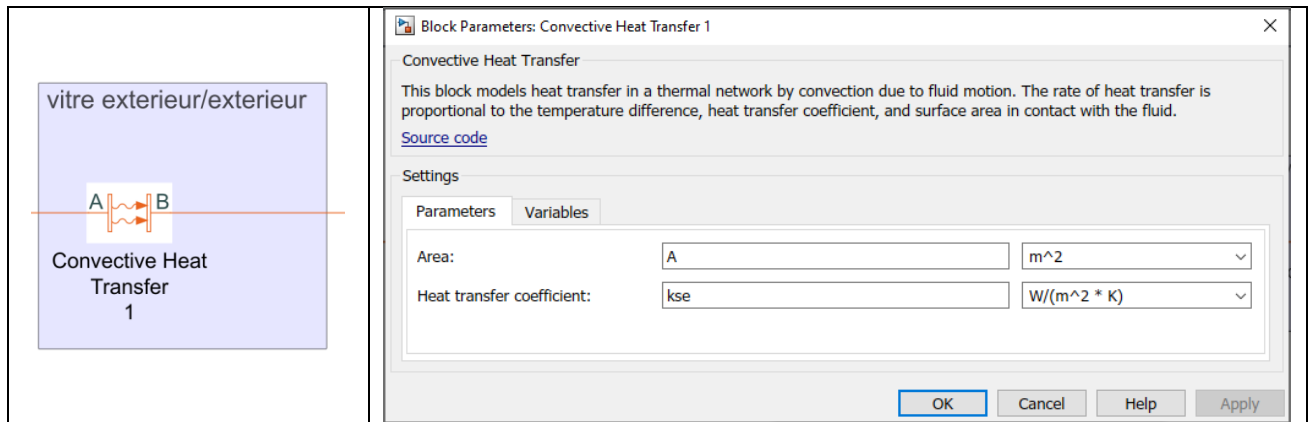 vitre exterieur/exterieur
A B
Convective Heat
Transfer
1
Block Parameters: Convective Heat Transfer 1
Convective Heat Transfer
This block models heat transfer in a thermal network by convection due to fluid motion. The rate of heat transfer is
proportional to the temperature difference, heat transfer coefficient, and surface area in contact with the fluid.
Source code
Settings
Parameters Variables
Area: A m^2
Heat transfer coefficient: kse W/(m^2 * K)
OK Cancel Help Apply